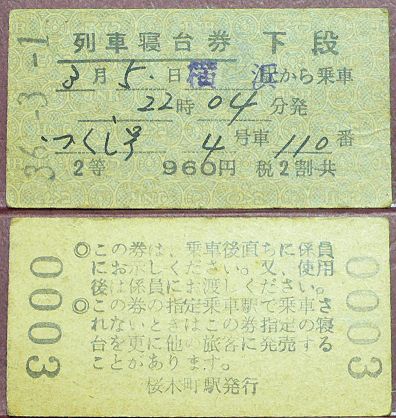 36.-3.-1
列車寝台券 下段
3月5日 横浜 駅から乗車
22時04分発
つくし号 4号車 110番
2等 960円 税2割共
◎この券は、乗車後直ちに係員
にお示しください。又、使用
後は係員にお渡しください。
◎この券の指定乗車駅で乗車さ
れないときはこの券指定の寝
台を更に他の旅客に発売する
ことがあります。
桜木町駅発行
0003
0003